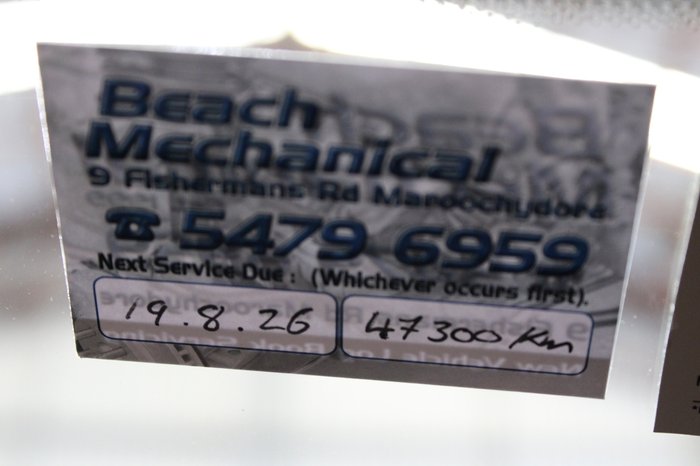 Beach
Mechanical
9 Fishermans Rd Maroochydore
☎ 5479 6959
Next Service Due : (Whichever occurs first).
19.8.26 47300 Km